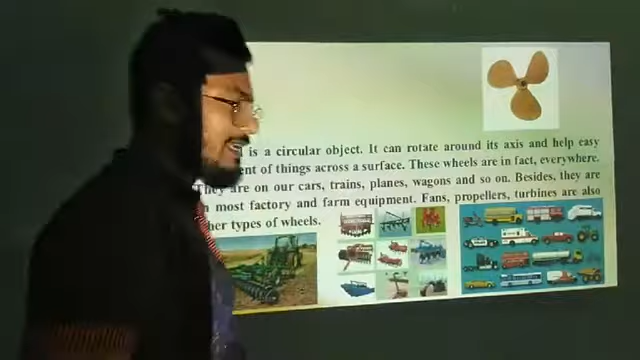 is a circular object. It can rotate around its axis and help easy
of things across a surface. These wheels are in fact, everywhere.
They are on our cars, trains, planes, wagons and so on. Besides, they are
most factory and farm equipment. Fans, propellers, turbines are also
types of wheels.